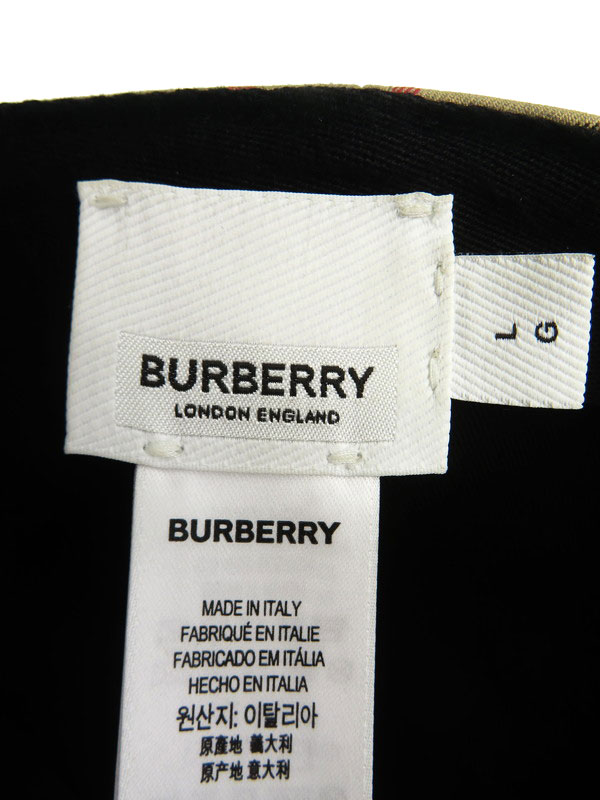 BURBERRY
LONDON ENGLAND
L
G
BURBERRY
MADE IN ITALY
FABRIQUÉ EN ITALIE
FABRICADO EM ITÁLIA
HECHO EN ITALIA
원산지: 이탈리아
原產地 義大利
原产地 意大利